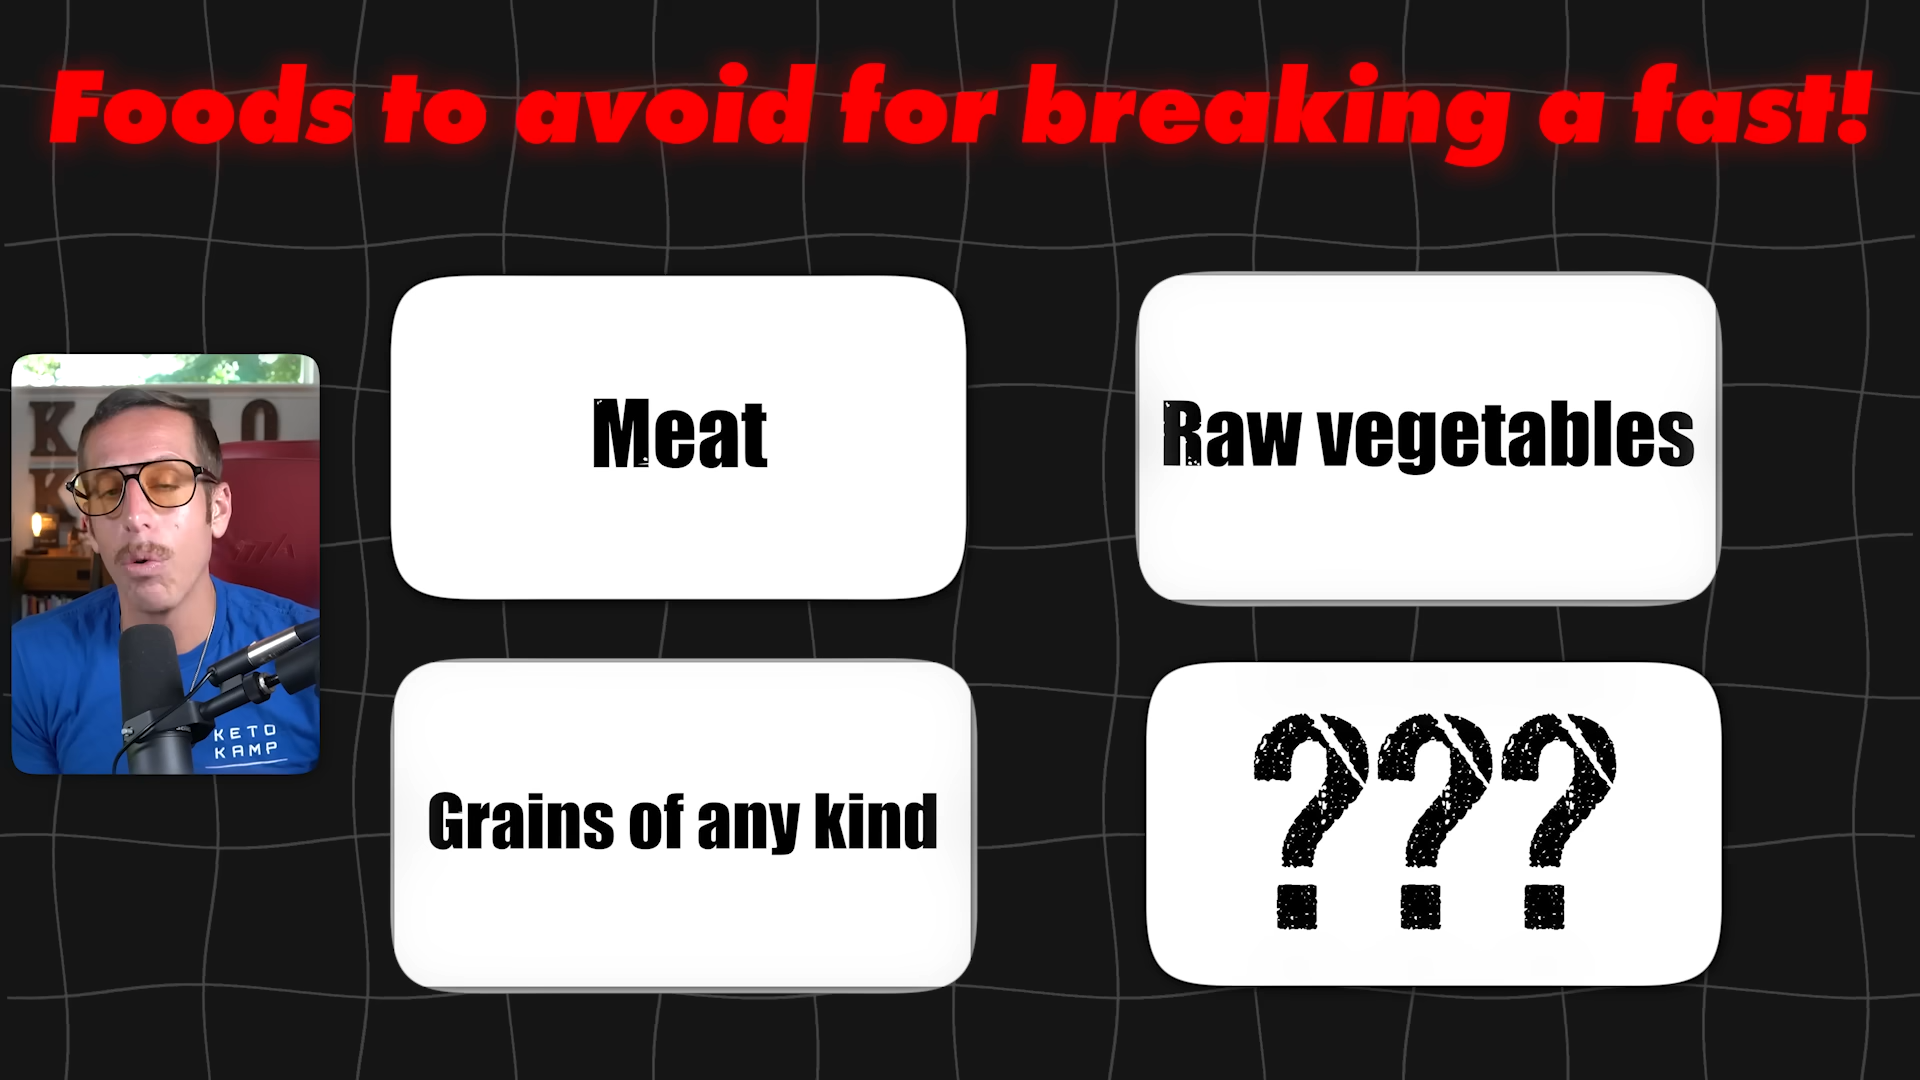 Foods to avoid for breaking a fast!
Meat
Raw vegetables
Grains of any kind
???
KETO
KAMP